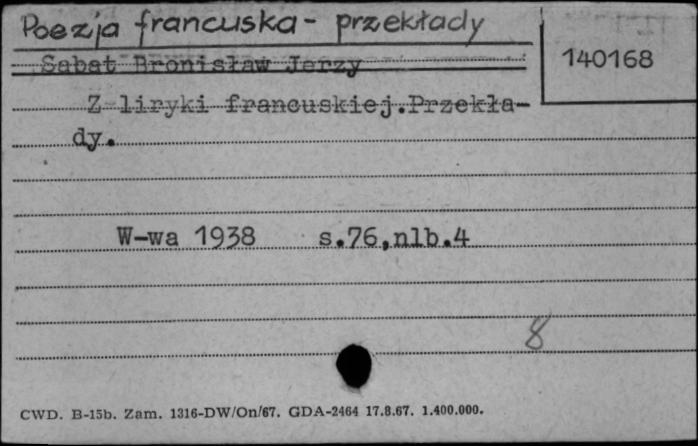 Poezja francuska - przekłady
140168
Sabat Bronisław Jerzy
Z liryki francuskiej.Przekła-
dy.
W-wa 1938 s.76,nlb.4
8
CWD. B-15b. Zam. 1316-DW/On/67. GDA-2464 17.8.67. 1.400.000.